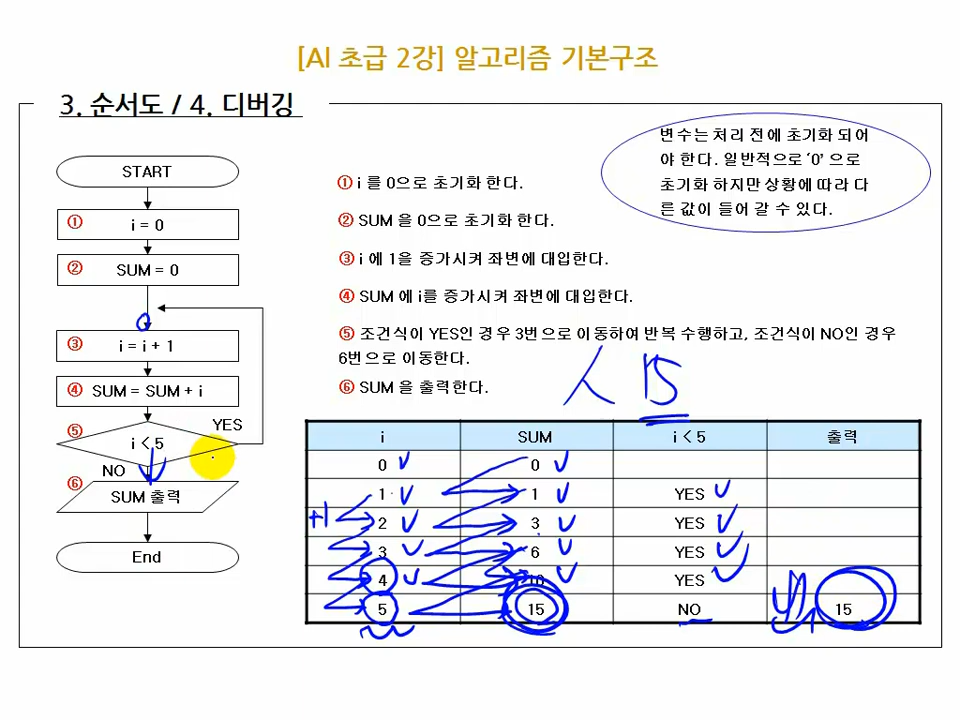 [AI 초급 2강] 알고리즘 기본구조
3. 순서도 / 4. 디버깅
변수는 처리 전에 초기화 되어
야 한다. 일반적으로 '0' 으로
초기화 하지만 상황에 따라 다
른 값이 들어 갈 수 있다.
START
① i = 0
② SUM = 0
③ i = i + 1
④ SUM = SUM + i
⑤ i < 5
YES
NO
⑥ SUM 출력
End
① i 를 0으로 초기화 한다.
② SUM 을 0으로 초기화 한다.
③ i 에 1을 증가시켜 좌변에 대입한다.
④ SUM 에 i를 증가시켜 좌변에 대입한다.
⑤ 조건식이 YES인 경우 3번으로 이동하여 반복 수행하고, 조건식이 NO인 경우
6번으로 이동한다.
⑥ SUM 을 출력한다.
15
i SUM i < 5 출력
0 0
1 1 YES
+1 2 3 YES
3 6 YES
4 10 YES
5 15 NO 15